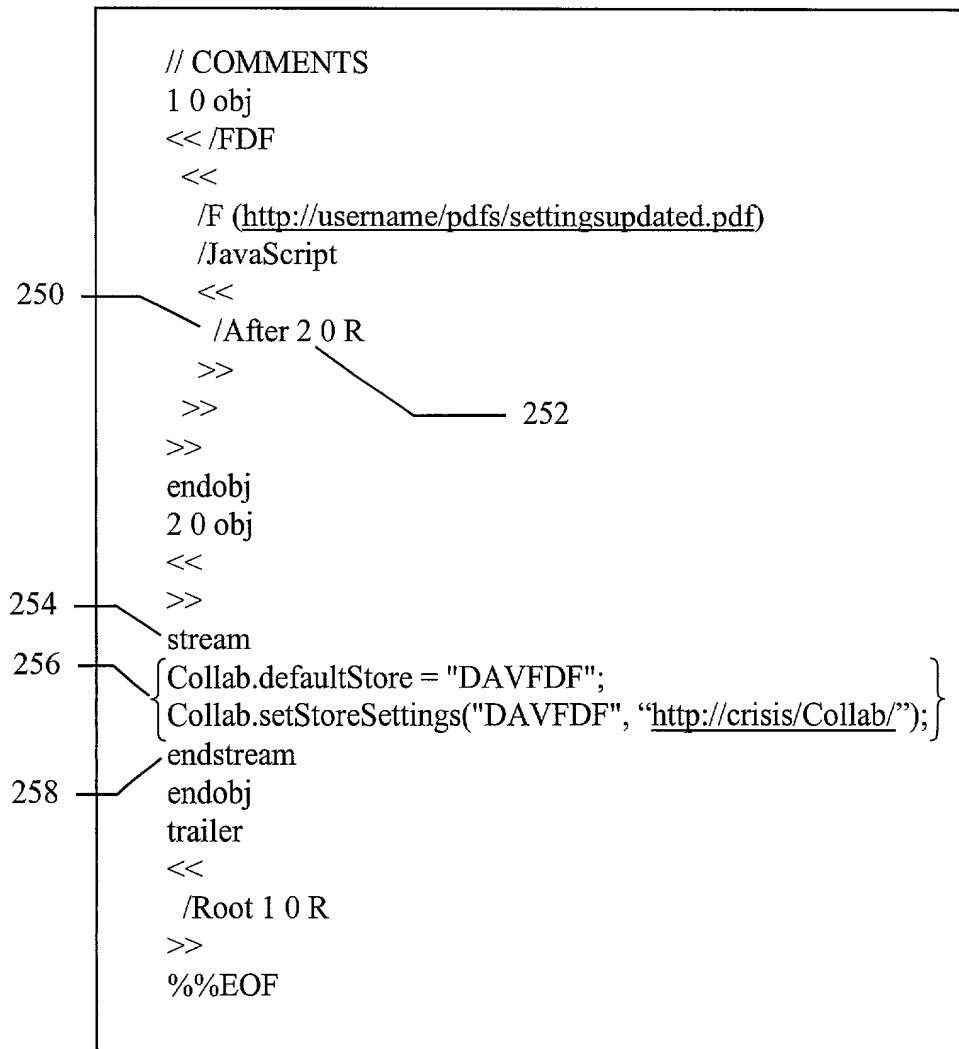 // COMMENTS
1 0 obj
<< /FDF
<<
/F (http://username/pdfs/settingsupdated.pdf)
/JavaScript
250
<<
/After 2 0 R
>>
>>
252
>>
endobj
2 0 obj
<<
254
>>
stream
256
Collab.defaultStore = "DAVFDF";
Collab.setStoreSettings("DAVFDF", “http://crisis/Collab/”);
endstream
258
endobj
trailer
<<
/Root 1 0 R
>>
%%EOF